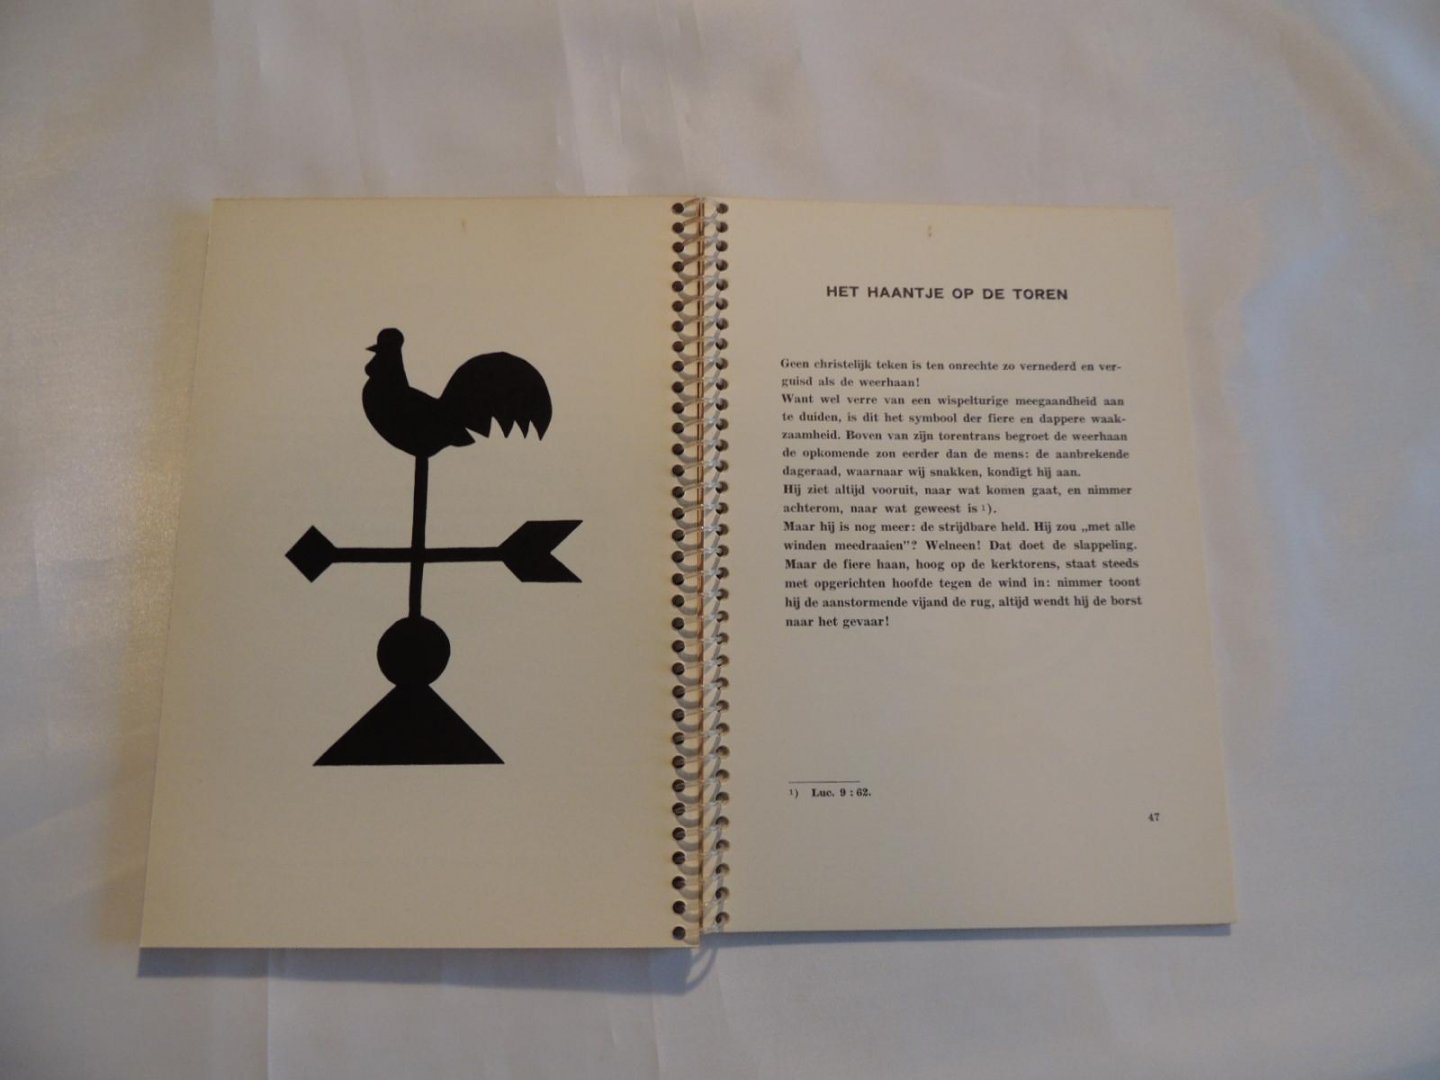 HET HAANTJE OP DE TOREN
Geen christelijk teken is ten onrechte zo vernederd en ver-
guisd als de weerhaan!
Want wel verre van een wispelturige meegaandheid aan
te duiden, is dit het symbool der fiere en dappere waak-
zaamheid. Boven van zijn torentrans begroet de weerhaan
de opkomende zon eerder dan de mens: de aanbrekende
dageraad, waarnaar wij snakken, kondigt hij aan.
Hij ziet altijd vooruit, naar wat komen gaat, en nimmer
achterom, naar wat geweest is ¹).
Maar hij is nog meer: de strijdbare held. Hij zou „met alle
winden meedraaien”? Welneen! Dat doet de slappeling.
Maar de fiere haan, hoog op de kerktorens, staat steeds
met opgerichten hoofde tegen de wind in: nimmer toont
hij de aanstormende vijand de rug, altijd wendt hij de borst
naar het gevaar!
¹) Luc. 9 : 62.
47